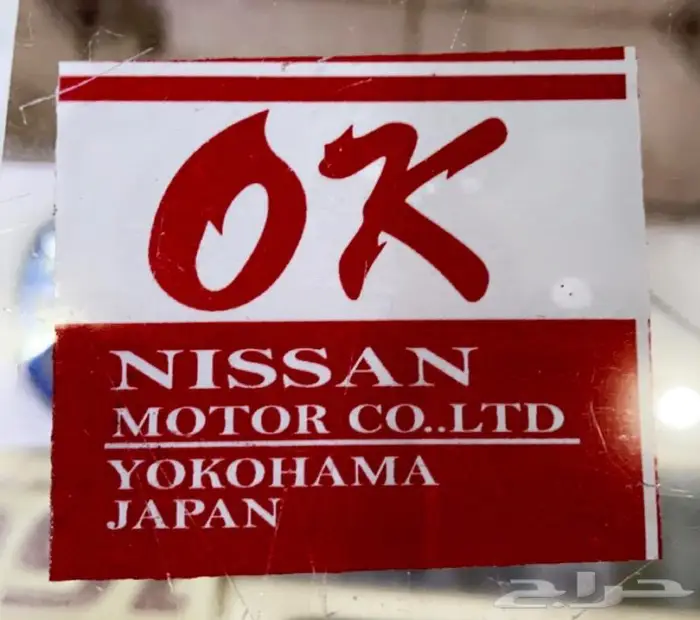 OK
NISSAN
MOTOR CO..LTD
YOKOHAMA
JAPAN
حراج